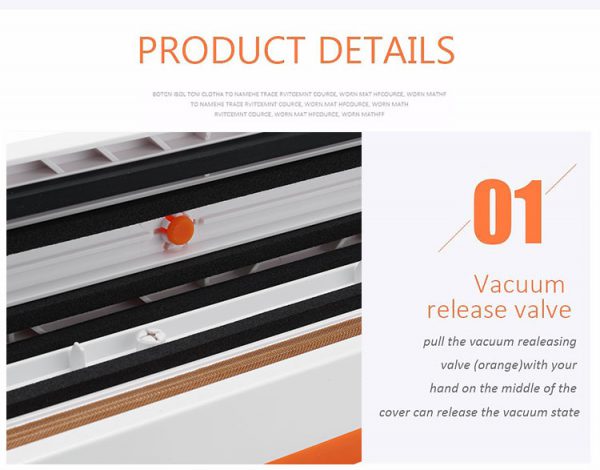 PRODUCT DETAILS
BOTON ISOL TONI CLOTHA TO NAMEHE TRACE RVITCEMNT COURCE, WORN MAT HFCOURCE, WORN MATHF
TO NAMEHE TRACE RVITCEMNT COURCE, WORN MAT HFCOURCE, WORN MATH
RVITCEMNT COURCE, WORN MAT HFCOURCE, WORN MATHFF
01
Vacuum
release valve
pull the vacuum realeasing
valve (orange)with your
hand on the middle of the
cover can release the vacuum state